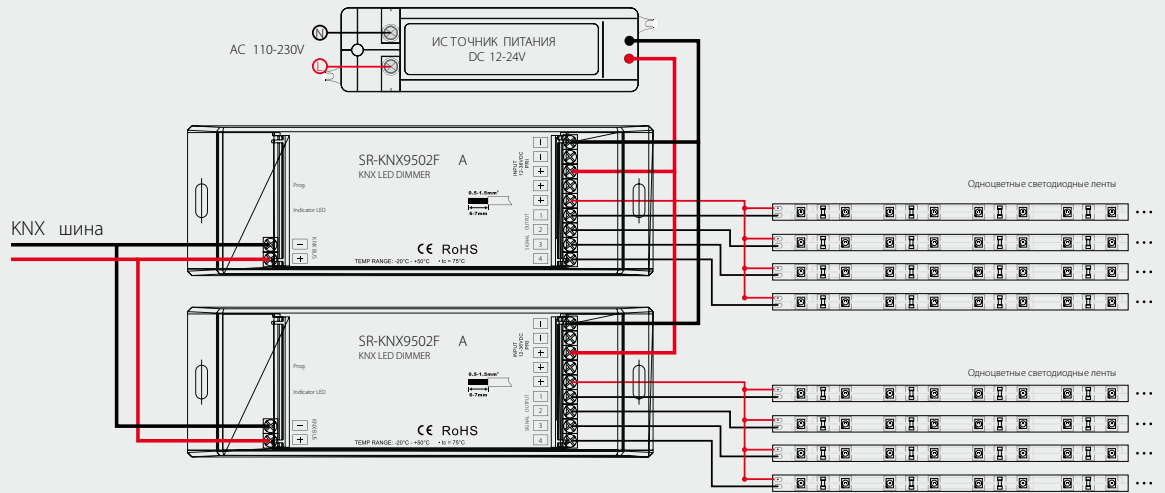 N
AC 110-230V
L
ИСТОЧНИК ПИТАНИЯ
DC 12-24V
SR-KNX9502F A
KNX LED DIMMER
Prog.
Indicator LED
KNX BUS
−
+
CE RoHS
TEMP RANGE: -20°C - +50°C • tc = 75°C
0.5-1.5mm²
6-7mm
INPUT
12-36VDC
PRI
−
−
+
+
+
SIGNAL OUTPUT
1
2
3
4
Одноцветные светодиодные ленты
KNX шина
SR-KNX9502F A
KNX LED DIMMER
Prog.
Indicator LED
KNX BUS
−
+
CE RoHS
TEMP RANGE: -20°C - +50°C • tc = 75°C
0.5-1.5mm²
6-7mm
INPUT
12-36VDC
PRI
−
−
+
+
+
SIGNAL OUTPUT
1
2
3
4
Одноцветные светодиодные ленты